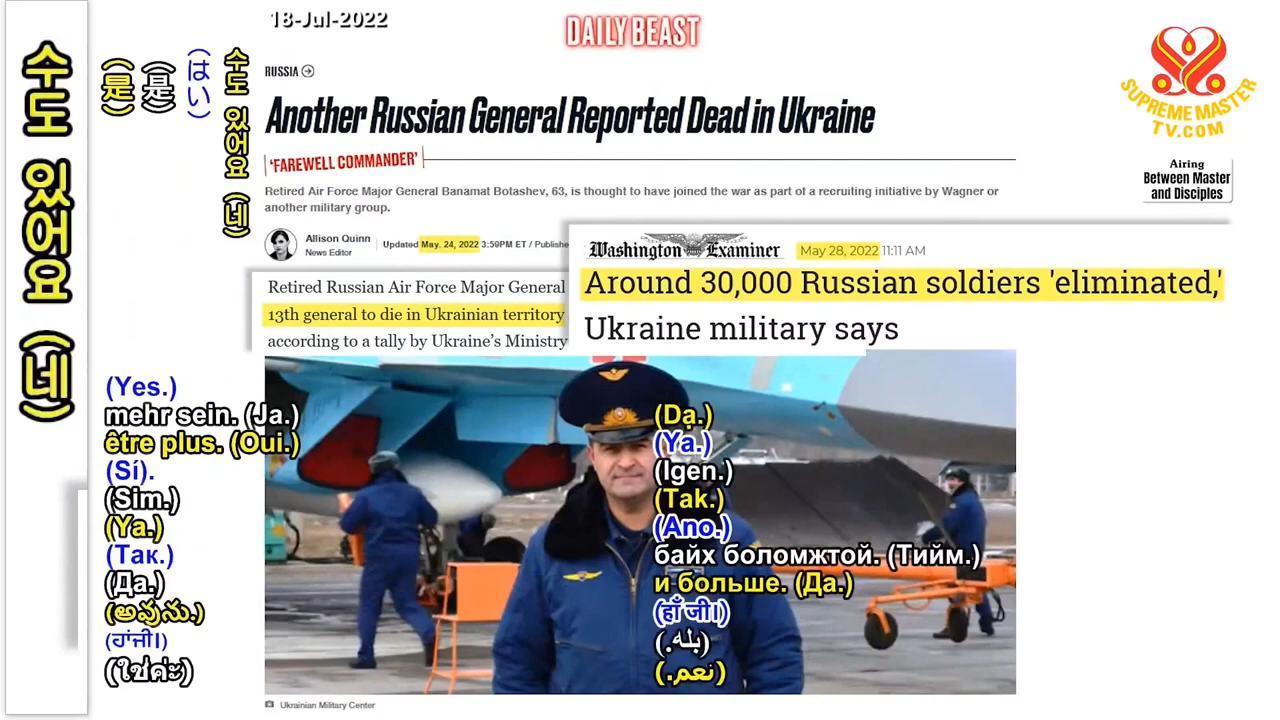 수도 있어요 (네)
(是)
(是)
(はい)
수도 있어요 (네)
18-Jul-2022
DAILY BEAST
RUSSIA
Another Russian General Reported Dead in Ukraine
'FAREWELL COMMANDER'
Retired Air Force Major General Banamat Botashev, 63, is thought to have joined the war as part of a recruiting initiative by Wagner or
another military group.
Allison Quinn
News Editor
Updated May. 24, 2022 3:59PM ET / Publishe
Retired Russian Air Force Major General
13th general to die in Ukrainian territory
according to a tally by Ukraine's Ministry
Washington Examiner
May 28, 2022 11:11 AM
Around 30,000 Russian soldiers 'eliminated,'
Ukraine military says
SUPREME MASTER
TV.COM
Airing
Between Master
and Disciples
(Yes.)
mehr sein. (Ja.)
être plus. (Oui.)
(Sí).
(Sim.)
(Ya.)
(Так.)
(Да.)
(అవును.)
(ਹਾਂਜੀ।)
(ใช่ค่ะ)
(Dạ.)
(Ya.)
(Igen.)
(Tak.)
(Ano.)
байх боломжтой. (Тийм.)
и больше. (Да.)
(हाँ जी।)
(بله.)
(نعم.)
Ukrainian Military Center